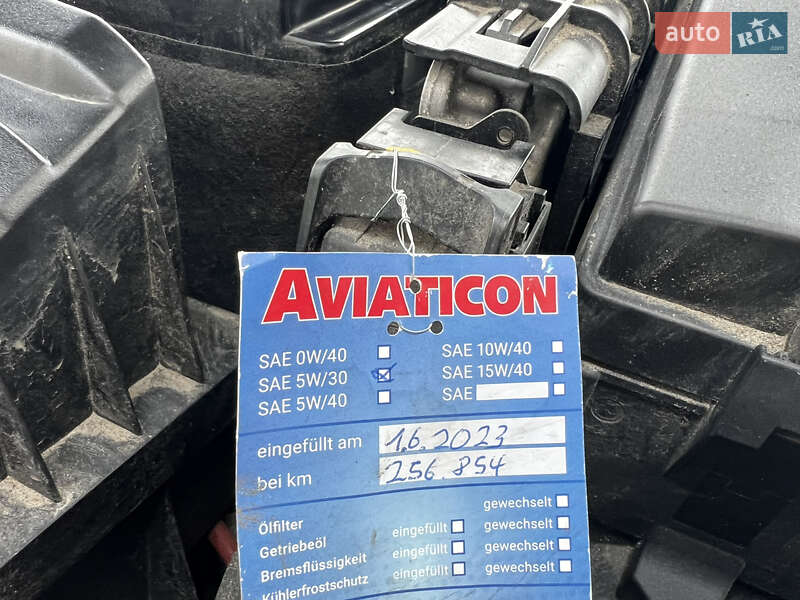 auto RIA
AVIATICON
SAE 0W/40 SAE 10W/40
SAE 5W/30 SAE 15W/40
SAE 5W/40 SAE
eingefüllt am 1.6.2023
bei km 256.854
gewechselt
Ölfilter eingefüllt gewechselt
Getriebeöl eingefüllt gewechselt
Bremsflüssigkeit eingefüllt gewechselt
Kühlerfrostschutz